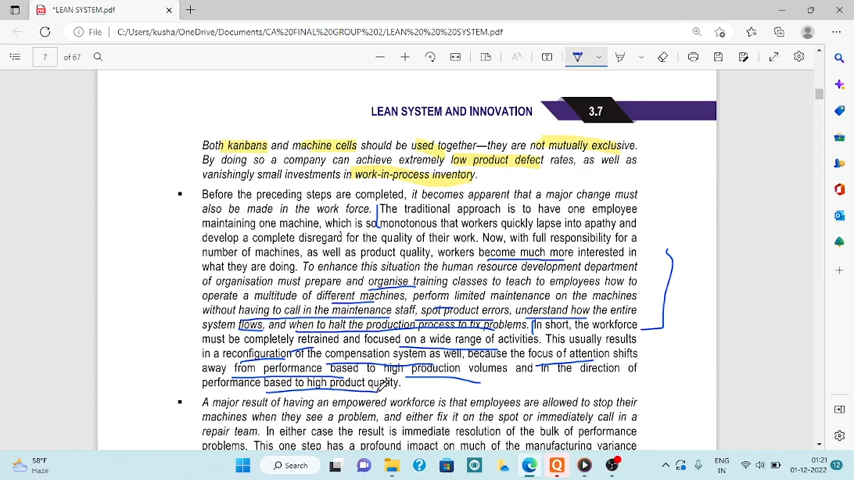 *LEAN SYSTEM.pdf
File
C:/Users/kusha/OneDrive/Documents/CA%20FINAL%20GROUP%202/LEAN%20%20%20SYSTEM.pdf
7 of 67
LEAN SYSTEM AND INNOVATION 3.7
Both kanbans and machine cells should be used together—they are not mutually exclusive.
By doing so a company can achieve extremely low product defect rates, as well as
vanishingly small investments in work-in-process inventory.
▪ Before the preceding steps are completed, it becomes apparent that a major change must
also be made in the work force. The traditional approach is to have one employee
maintaining one machine, which is so monotonous that workers quickly lapse into apathy and
develop a complete disregard for the quality of their work. Now, with full responsibility for a
number of machines, as well as product quality, workers become much more interested in
what they are doing. To enhance this situation the human resource development department
of organisation must prepare and organise training classes to teach to employees how to
operate a multitude of different machines, perform limited maintenance on the machines
without having to call in the maintenance staff, spot product errors, understand how the entire
system flows, and when to halt the production process to fix problems. In short, the workforce
must be completely retrained and focused on a wide range of activities. This usually results
in a reconfiguration of the compensation system as well, because the focus of attention shifts
away from performance based to high production volumes and in the direction of
performance based to high product quality.
▪ A major result of having an empowered workforce is that employees are allowed to stop their
machines when they see a problem, and either fix it on the spot or immediately call in a
repair team. In either case the result is immediate resolution of the bulk of performance
problems. This one step has a profound impact on much of the manufacturing variance
58°F
Haze
Search
ENG
IN
01:21
01-12-2022
12